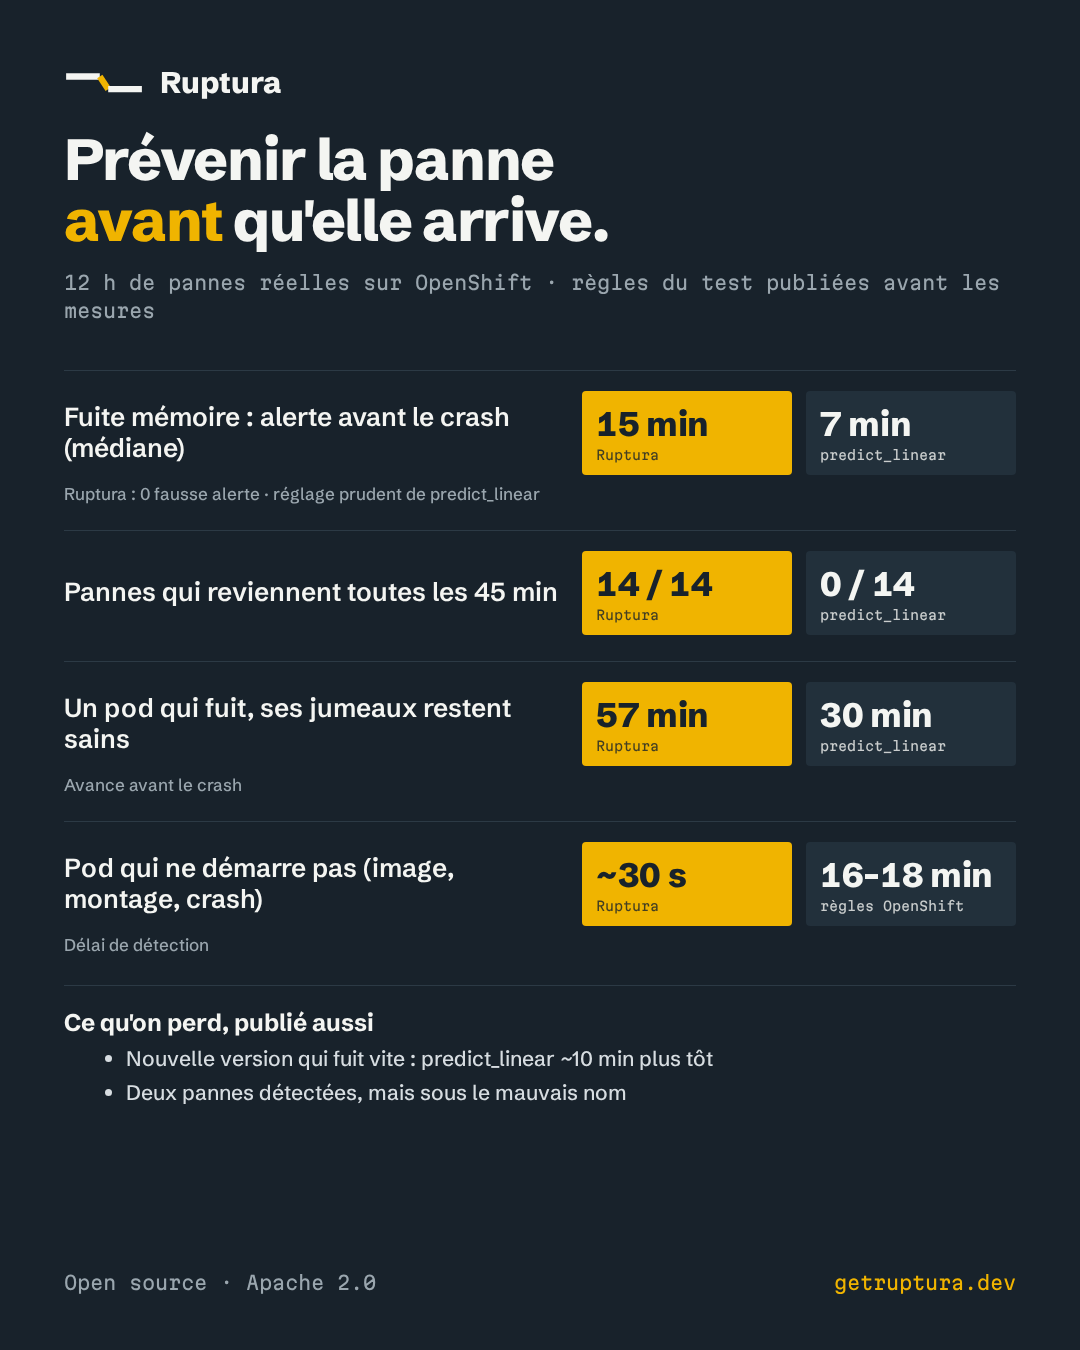 Ruptura
Prévenir la panne
avant qu'elle arrive.
12 h de pannes réelles sur OpenShift · règles du test publiées avant les
mesures
Fuite mémoire : alerte avant le crash
(médiane)
Ruptura : 0 fausse alerte · réglage prudent de predict_linear
15 min
Ruptura
7 min
predict_linear
Pannes qui reviennent toutes les 45 min
14 / 14
Ruptura
0 / 14
predict_linear
Un pod qui fuit, ses jumeaux restent
sains
Avance avant le crash
57 min
Ruptura
30 min
predict_linear
Pod qui ne démarre pas (image,
montage, crash)
Délai de détection
~30 s
Ruptura
16–18 min
règles OpenShift
Ce qu'on perd, publié aussi
• Nouvelle version qui fuit vite : predict_linear ~10 min plus tôt
• Deux pannes détectées, mais sous le mauvais nom
Open source · Apache 2.0
getruptura.dev